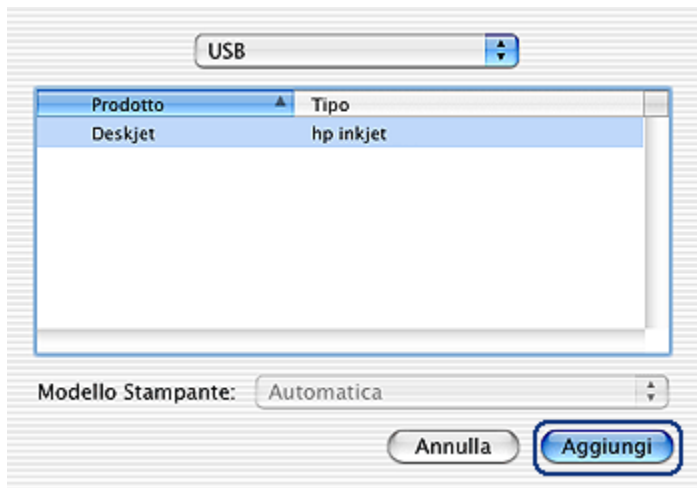 USB
Prodotto Tipo
Deskjet hp inkjet
Modello Stampante: Automatica
Annulla Aggiungi